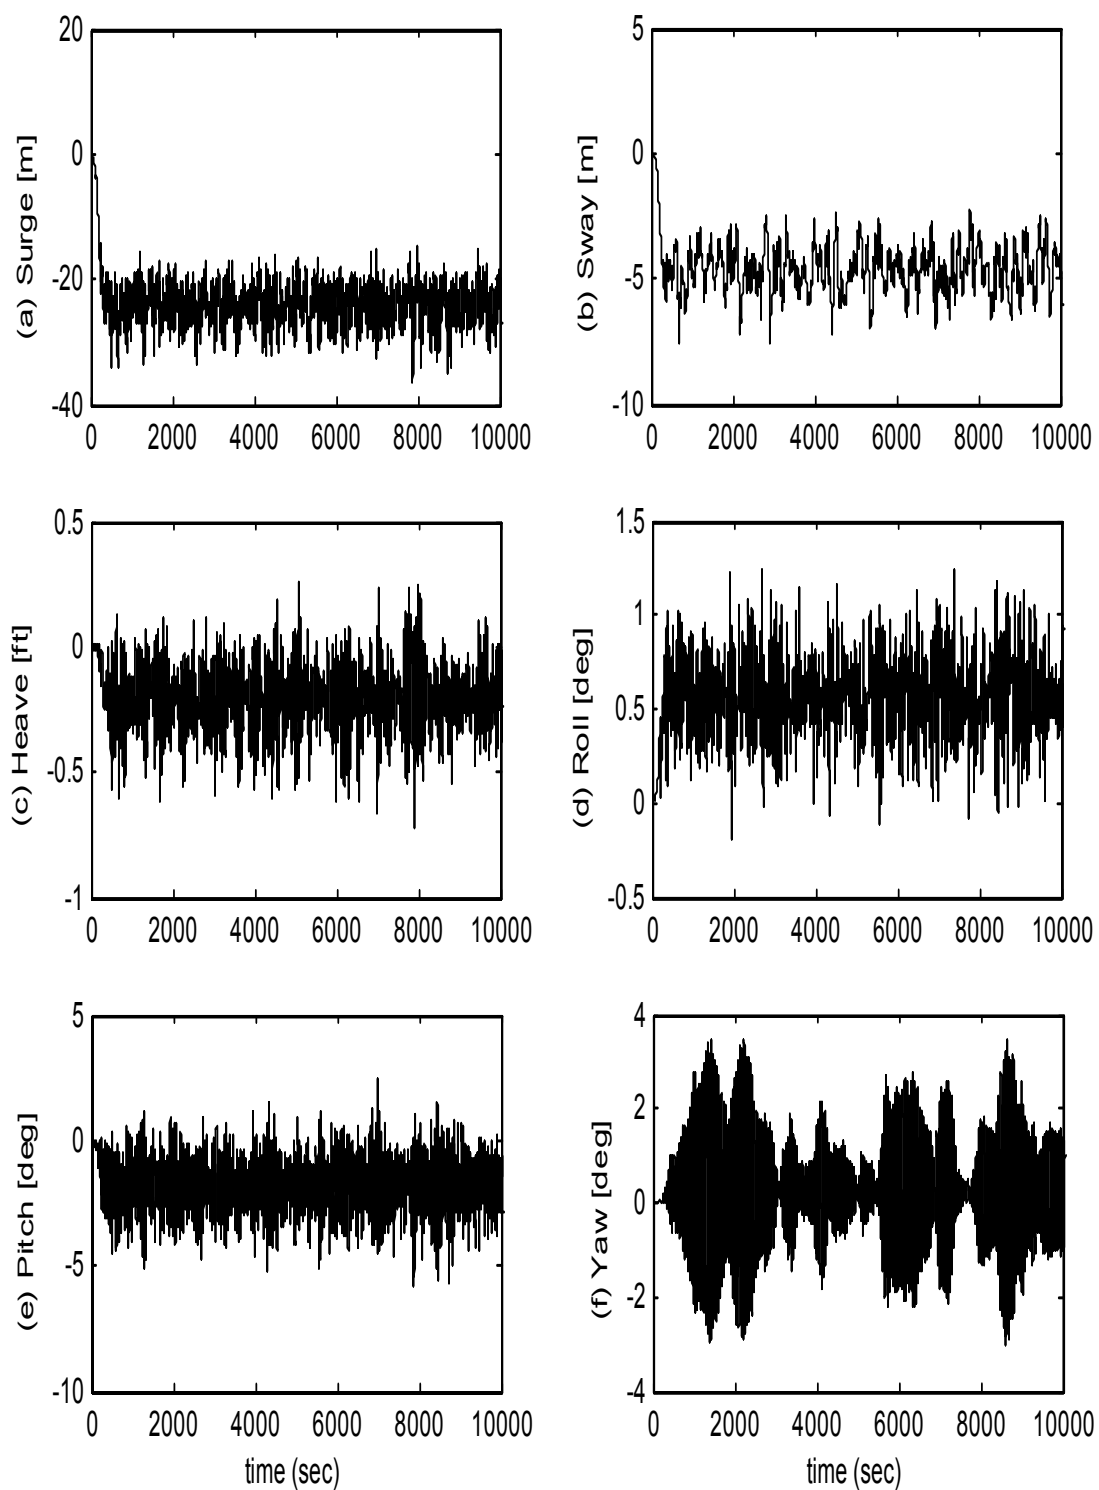 20
0
-20
-40
(a) Surge [m]
0 2000 4000 6000 8000 10000
5
0
-5
-10
(b) Sway [m]
0 2000 4000 6000 8000 10000
0.5
0
-0.5
-1
(c) Heave [ft]
0 2000 4000 6000 8000 10000
1.5
1
0.5
0
-0.5
(d) Roll [deg]
0 2000 4000 6000 8000 10000
5
0
-5
-10
(e) Pitch [deg]
0 2000 4000 6000 8000 10000
time (sec)
4
2
0
-2
-4
(f) Yaw [deg]
0 2000 4000 6000 8000 10000
time (sec)